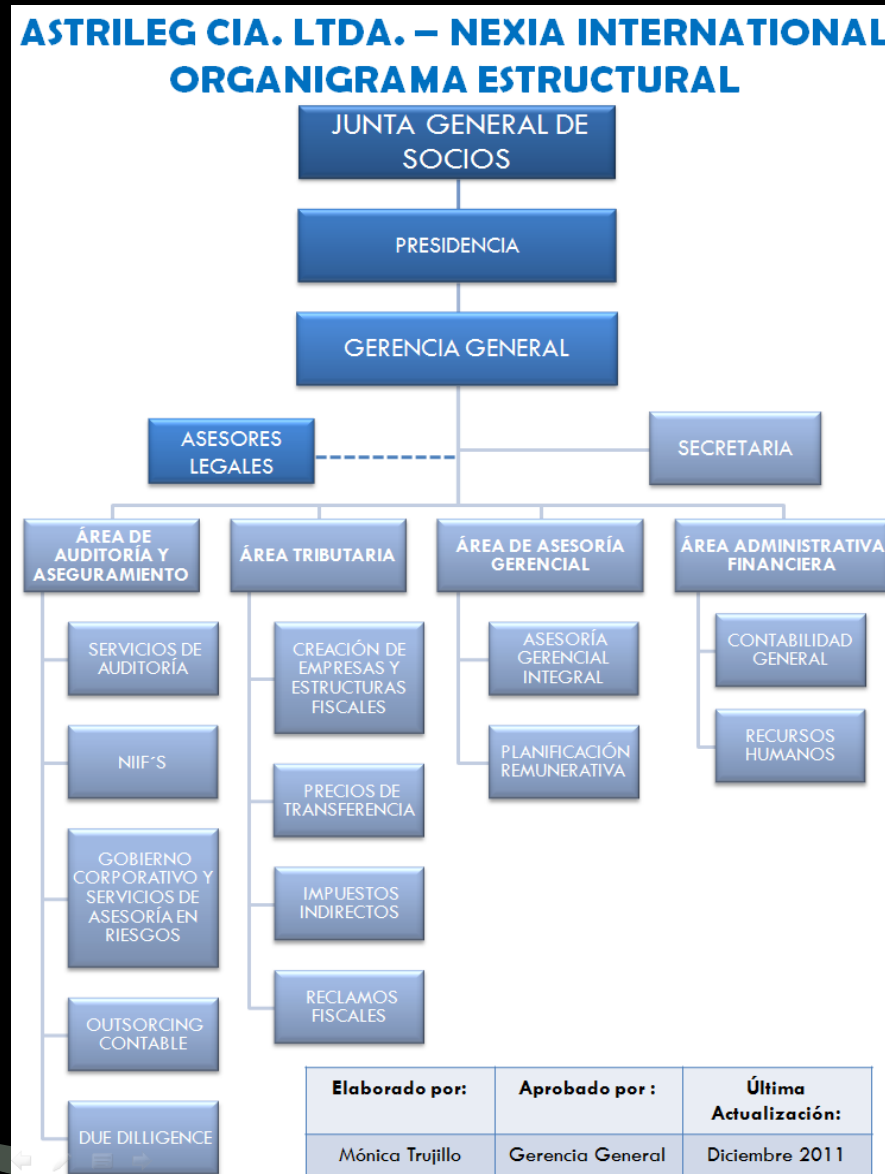 ASTRILEG CIA. LTDA. – NEXIA INTERNATIONAL
ORGANIGRAMA ESTRUCTURAL
JUNTA GENERAL DE
SOCIOS
PRESIDENCIA
GERENCIA GENERAL
ASESORES
LEGALES
SECRETARIA
ÁREA DE
AUDITORÍA Y
ASEGURAMIENTO
SERVICIOS DE
AUDITORÍA
NIIF´S
GOBIERNO
CORPORATIVO Y
SERVICIOS DE
ASESORÍA EN
RIESGOS
OUTSORCING
CONTABLE
DUE DILLIGENCE
ÁREA TRIBUTARIA
CREACIÓN DE
EMPRESAS Y
ESTRUCTURAS
FISCALES
PRECIOS DE
TRANSFERENCIA
IMPUESTOS
INDIRECTOS
RECLAMOS
FISCALES
ÁREA DE ASESORÍA
GERENCIAL
ASESORÍA
GERENCIAL
INTEGRAL
PLANIFICACIÓN
REMUNERATIVA
ÁREA ADMINISTRATIVA
FINANCIERA
CONTABILIDAD
GENERAL
RECURSOS
HUMANOS
Elaborado por:
Aprobado por :
Última
Actualización:
Mónica Trujillo
Gerencia General
Diciembre 2011